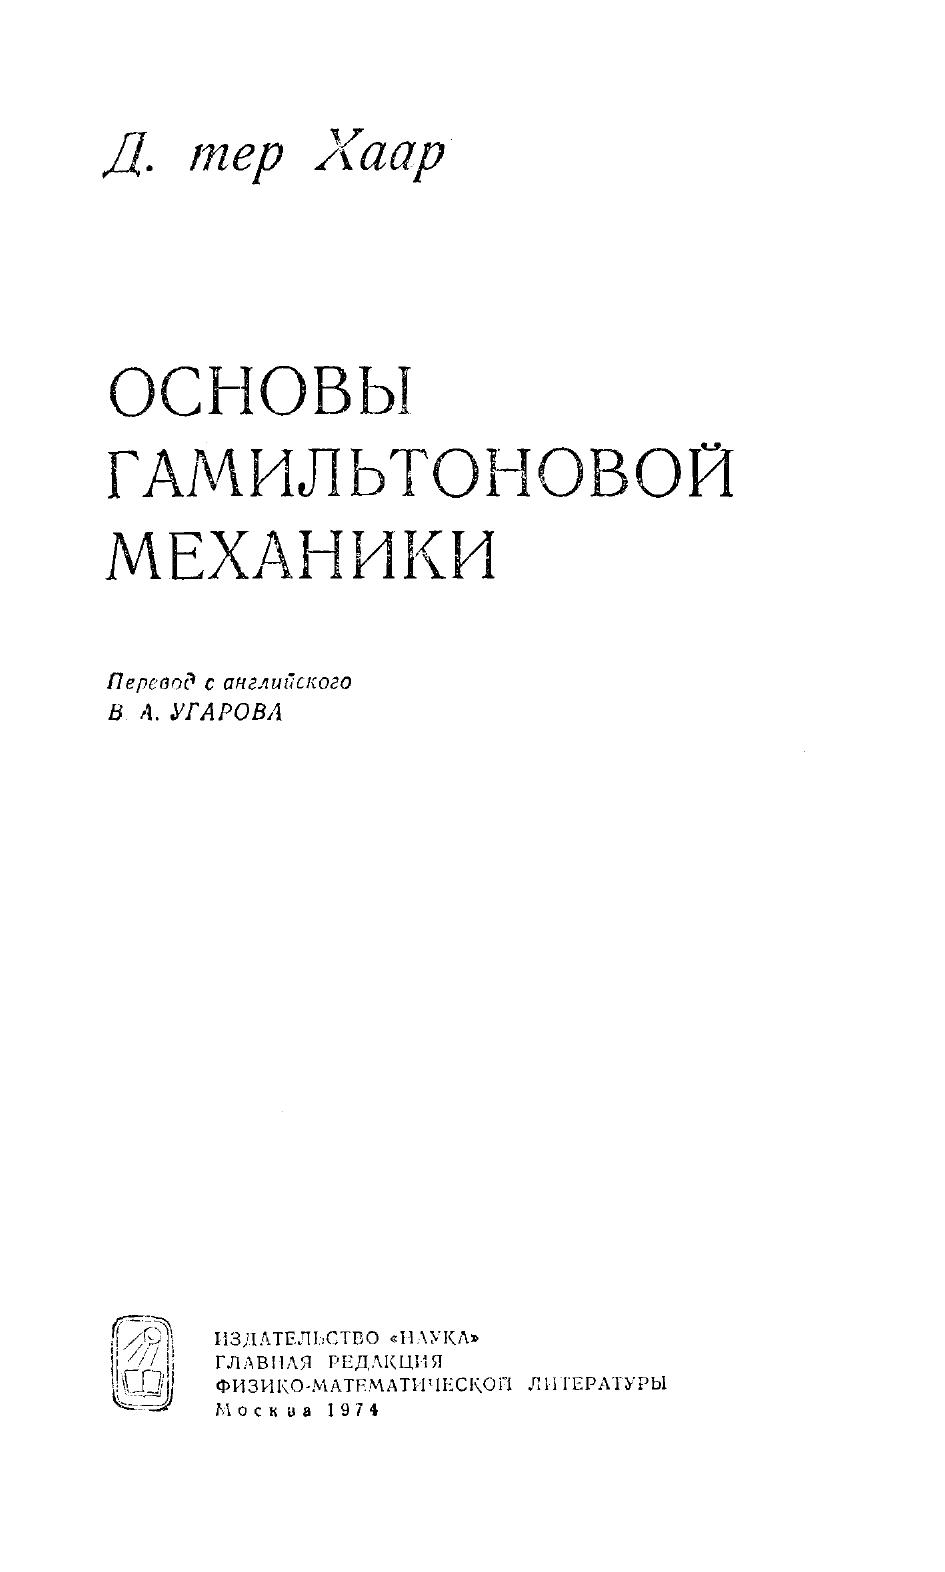 Д. тер Хаар
ОСНОВЫ
ГАМИЛЬТОНОВОЙ
МЕХАНИКИ
Перевод с английского
В А. УГАРОВА
ИЗДАТЕЛЬСТВО «НАУКА»
ГЛАВНАЯ РЕДАКЦИЯ
ФИЗИКО-МАТЕМАТИЧЕСКОЙ ЛИТЕРАТУРЫ
Москва 1974